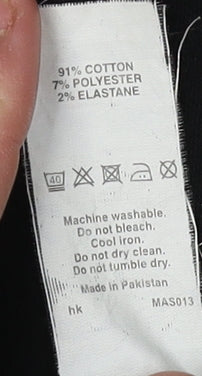 91% COTTON
7% POLYESTER
2% ELASTANE
40
Machine washable.
Do not bleach.
Cool iron.
Do not dry clean.
Do not tumble dry.
Made in Pakistan
hk MAS013